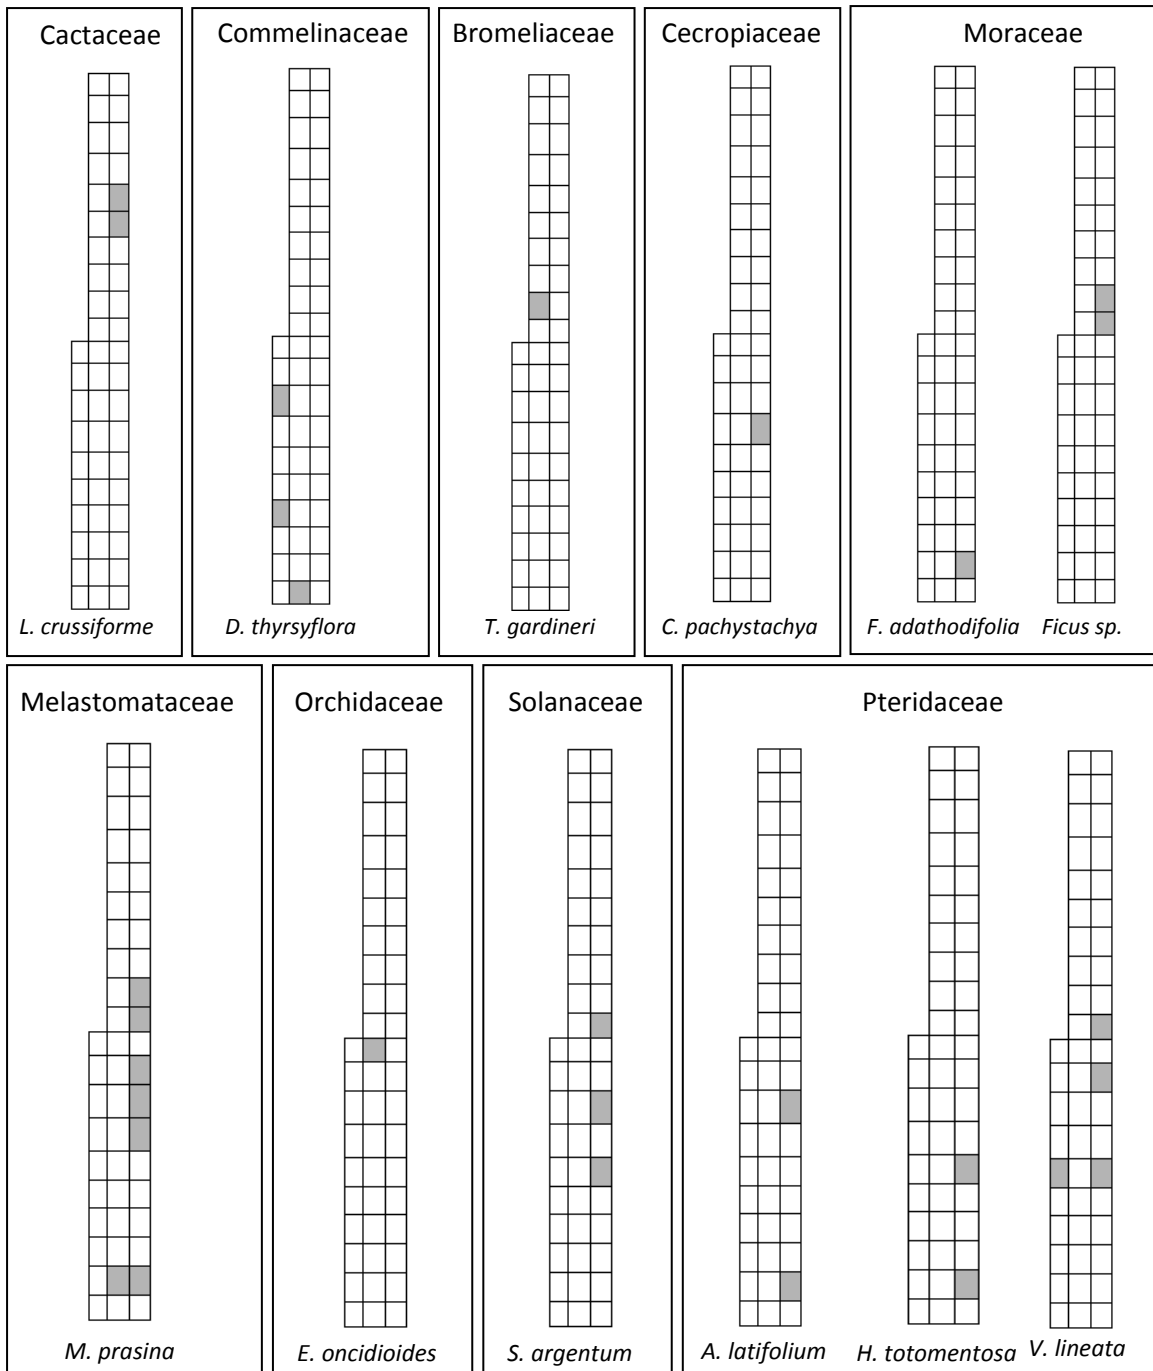 Cactaceae
Commelinaceae
Bromeliaceae
Cecropiaceae
Moraceae
L. crussiforme
D. thyrsyflora
T. gardineri
C. pachystachya
F. adathodifolia
Ficus sp.
Melastomataceae
Orchidaceae
Solanaceae
Pteridaceae
M. prasina
E. oncidioides
S. argentum
A. latifolium
H. totomentosa
V. lineata